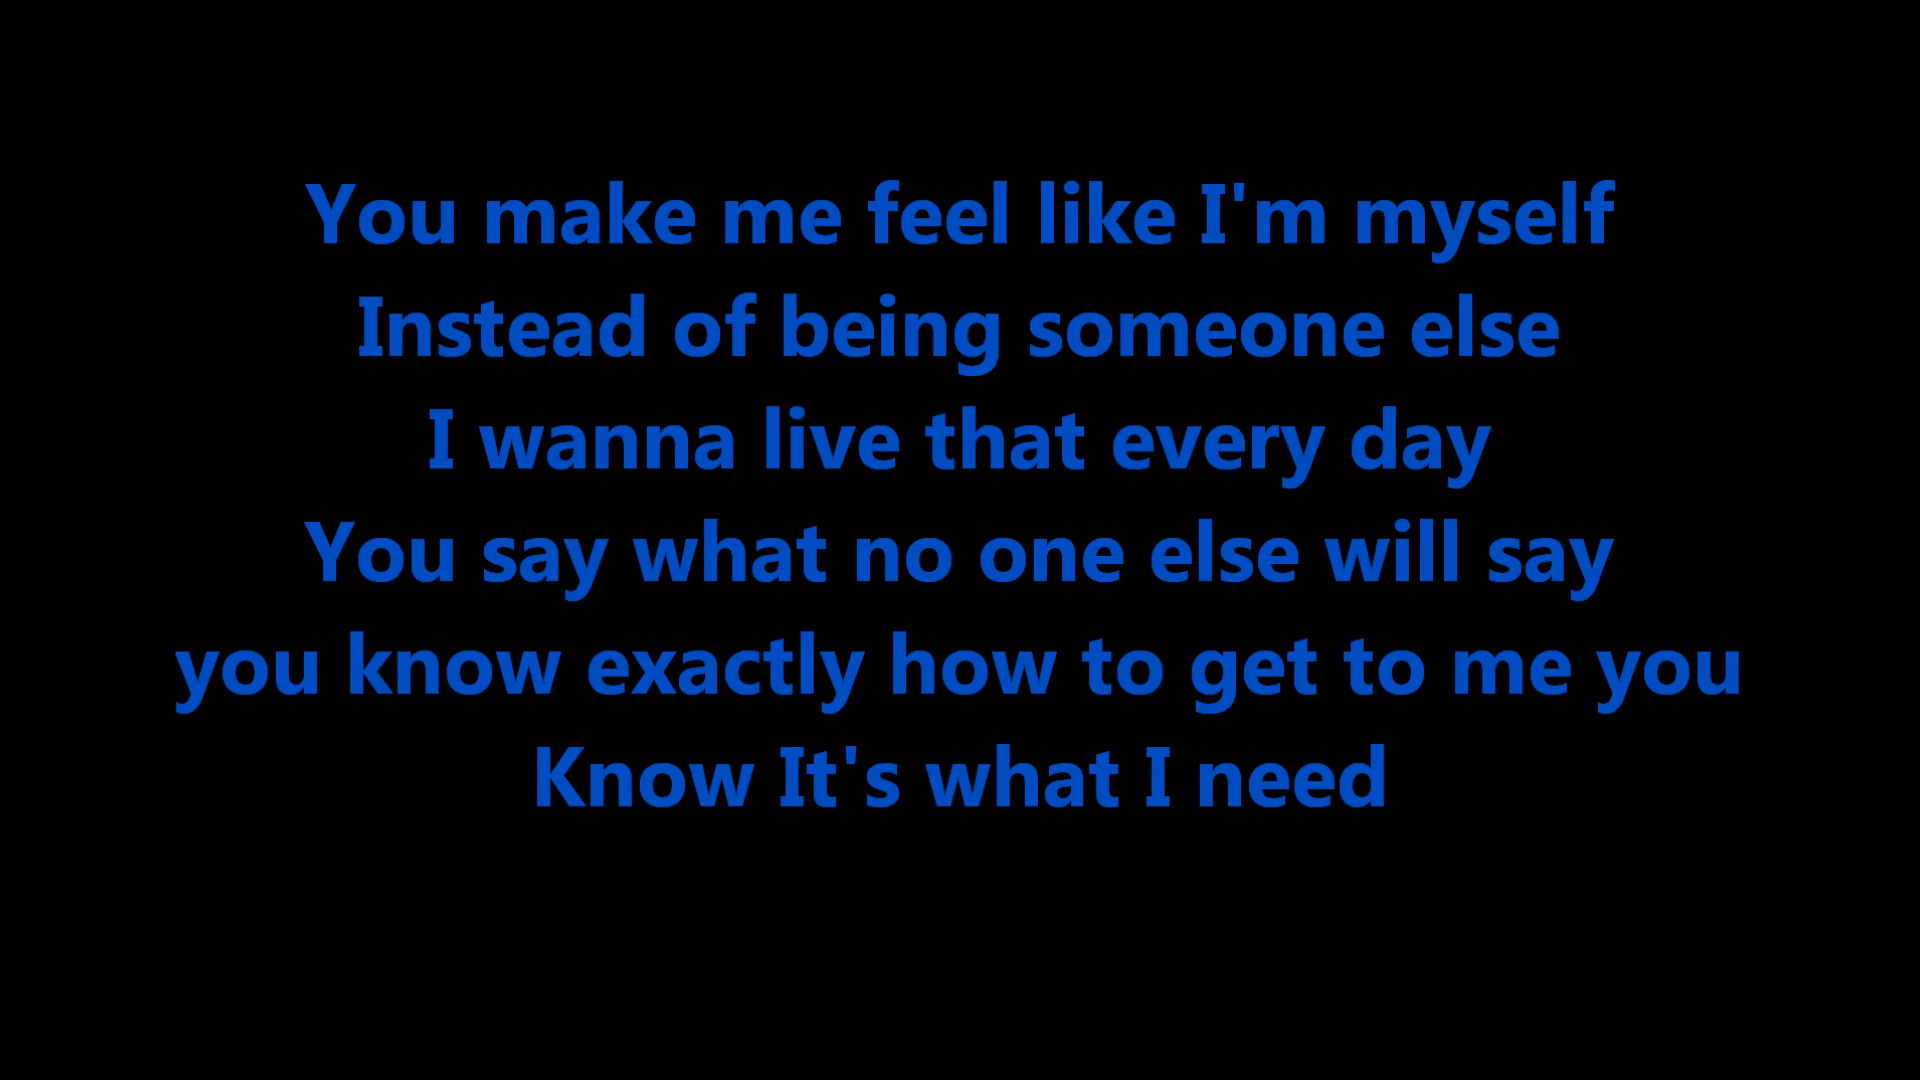 You make me feel like I'm myself
Instead of being someone else
I wanna live that every day
You say what no one else will say
you know exactly how to get to me you
Know It's what I need